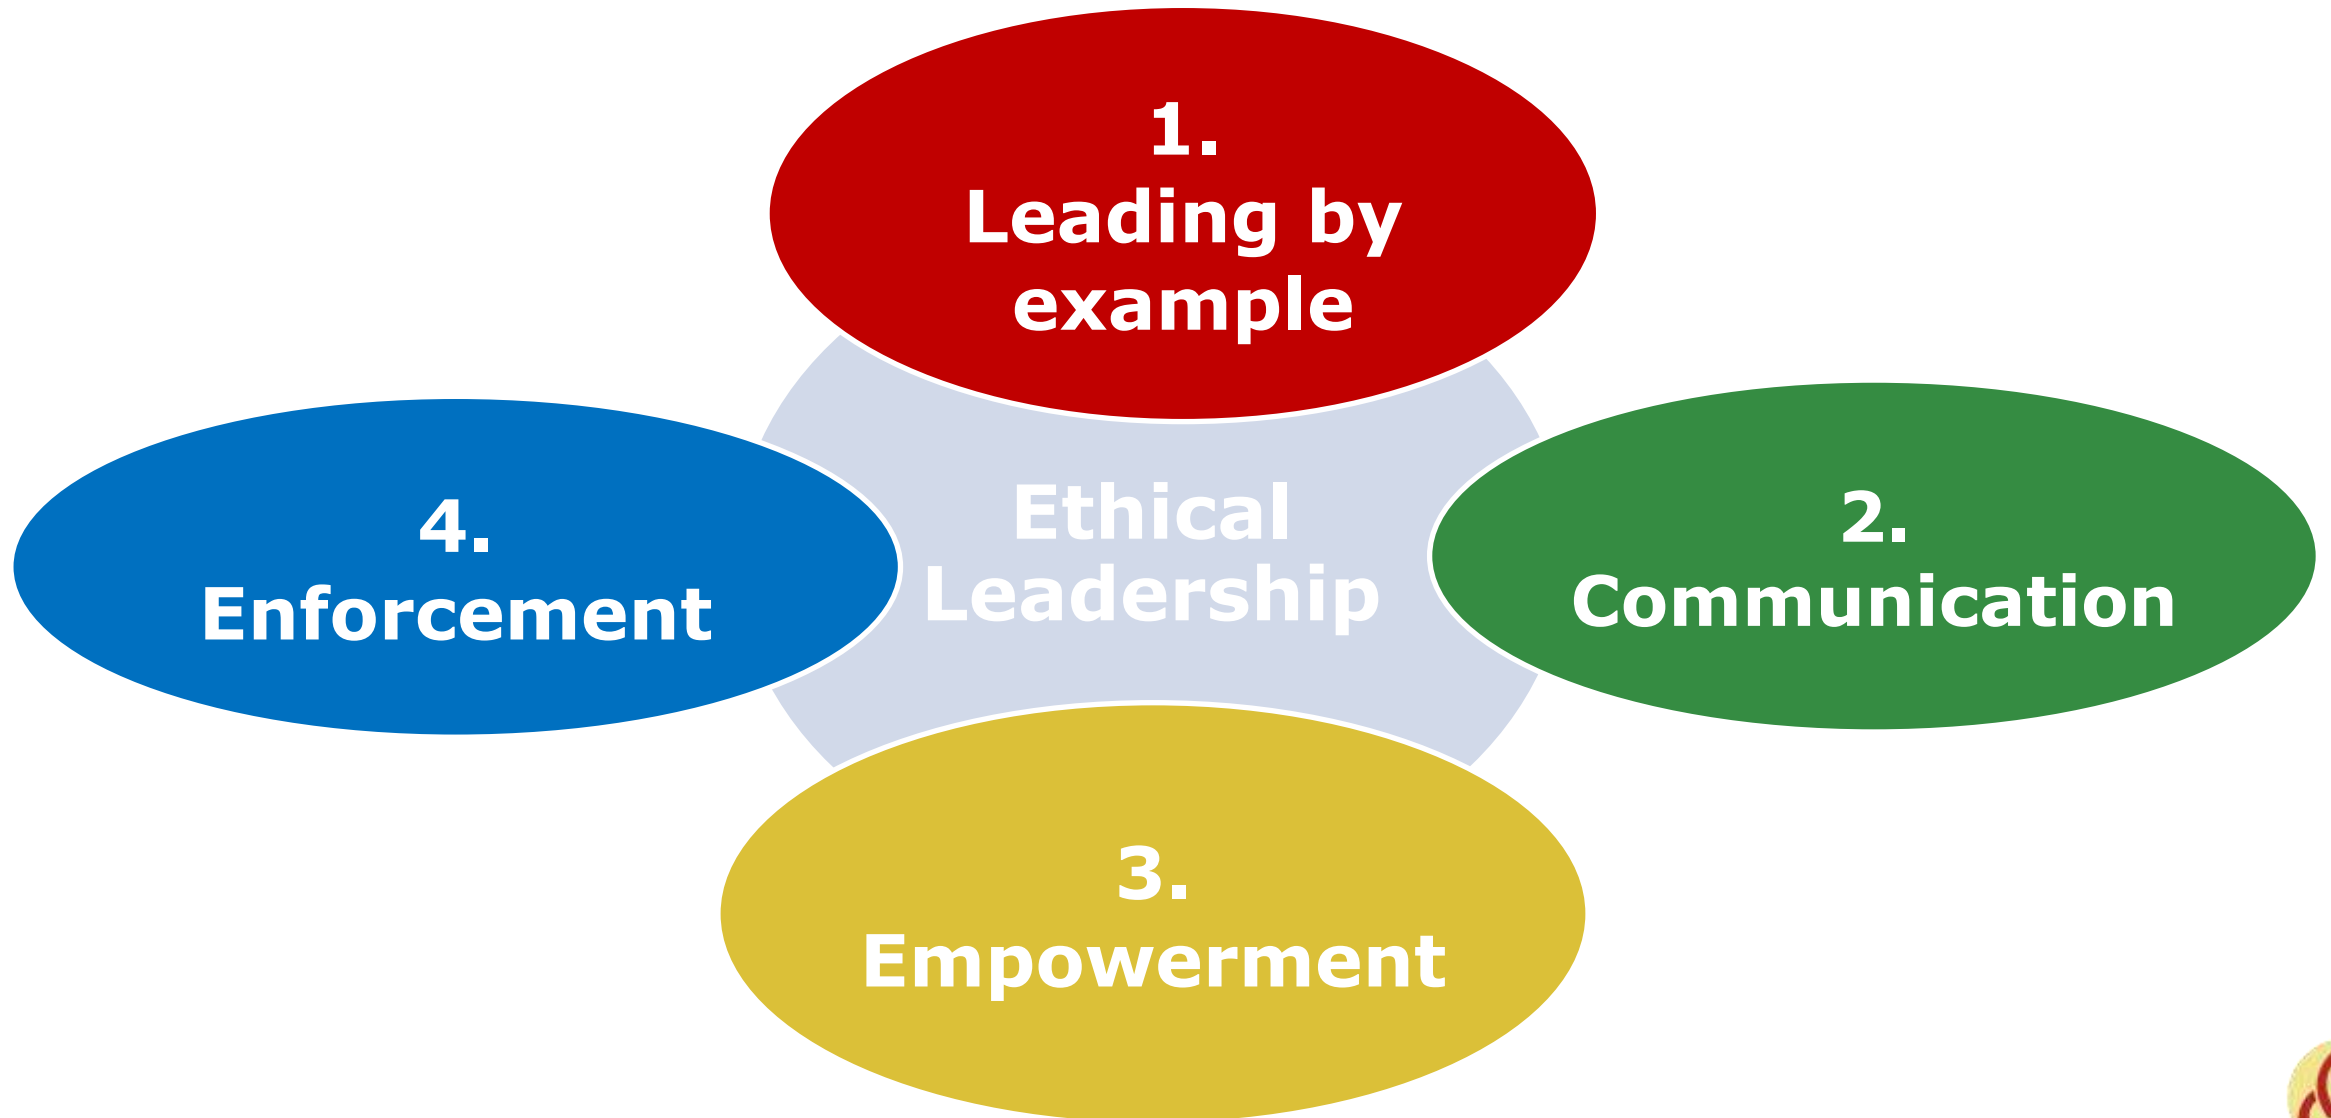 1.
Leading by
example
Ethical
Leadership
2.
Communication
3.
Empowerment
4.
Enforcement